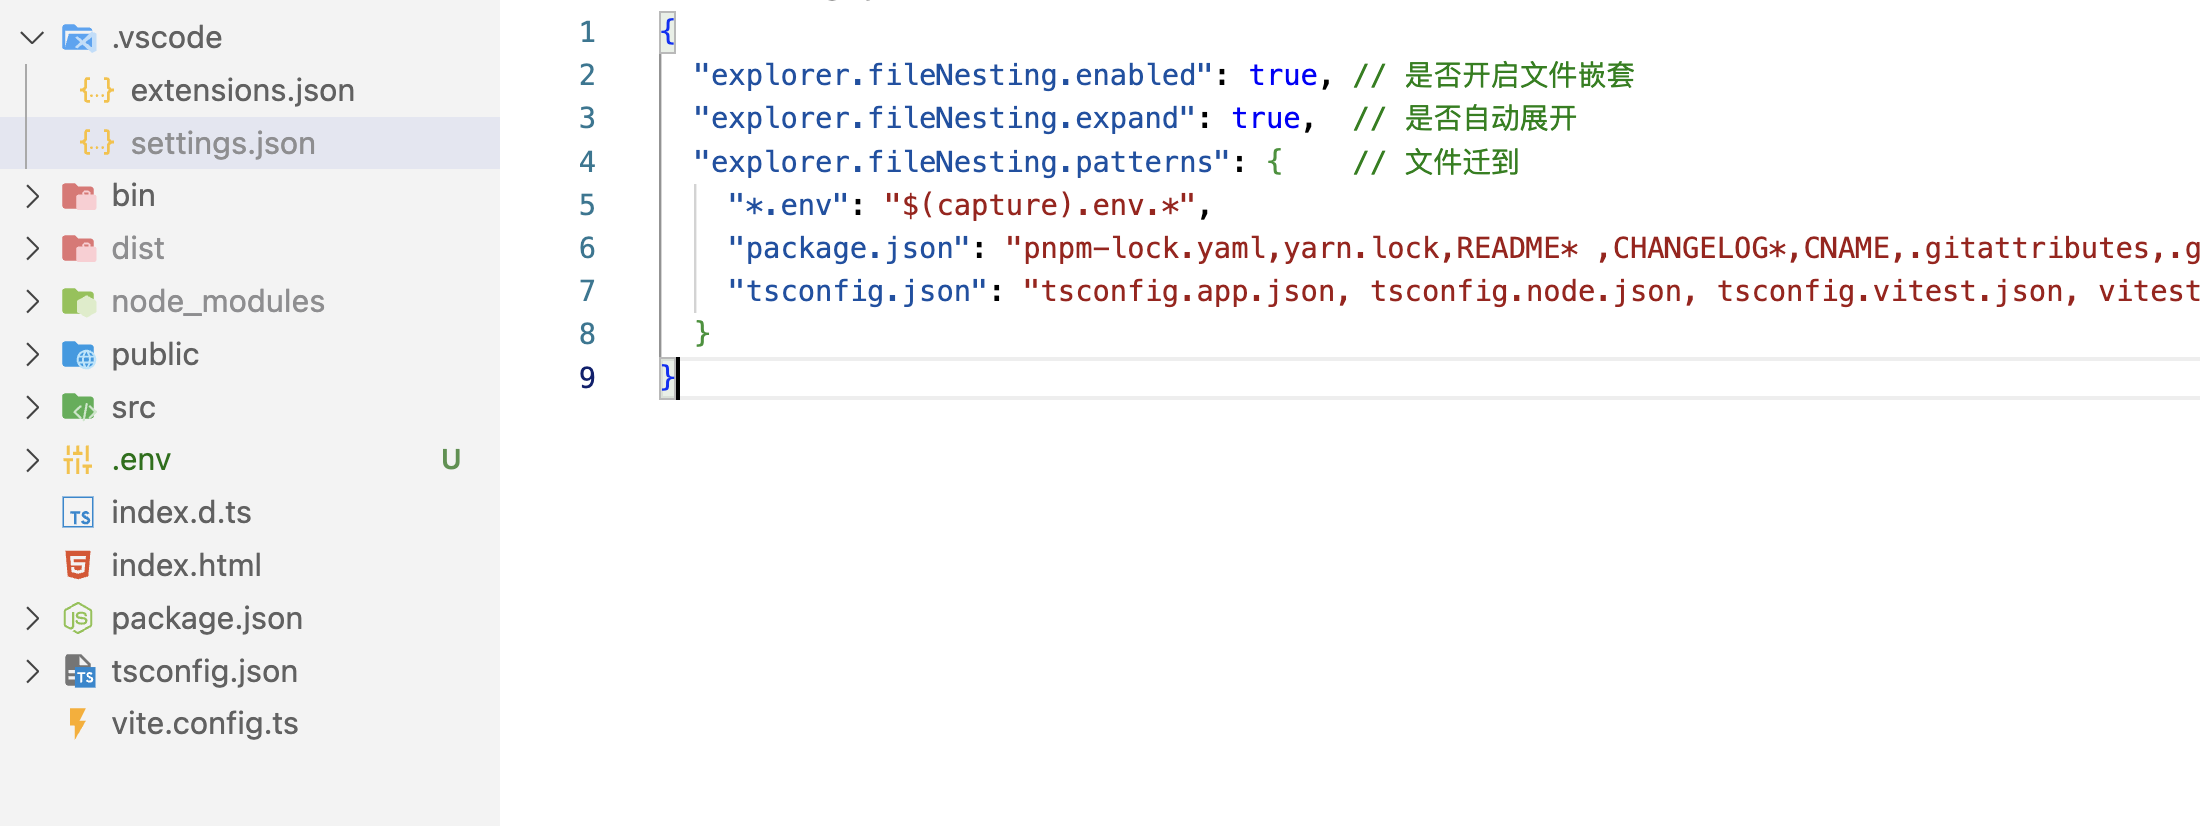 .vscode
extensions.json
settings.json
bin
dist
node_modules
public
src
.env U
index.d.ts
index.html
package.json
tsconfig.json
vite.config.ts
1 {
2 "explorer.fileNesting.enabled": true, // 是否开启文件嵌套
3 "explorer.fileNesting.expand": true, // 是否自动展开
4 "explorer.fileNesting.patterns": { // 文件迁到
5 "*.env": "$(capture).env.*",
6 "package.json": "pnpm-lock.yaml,yarn.lock,README* ,CHANGELOG*,CNAME,.gitattributes,.g
7 "tsconfig.json": "tsconfig.app.json, tsconfig.node.json, tsconfig.vitest.json, vitest
8 }
9 }